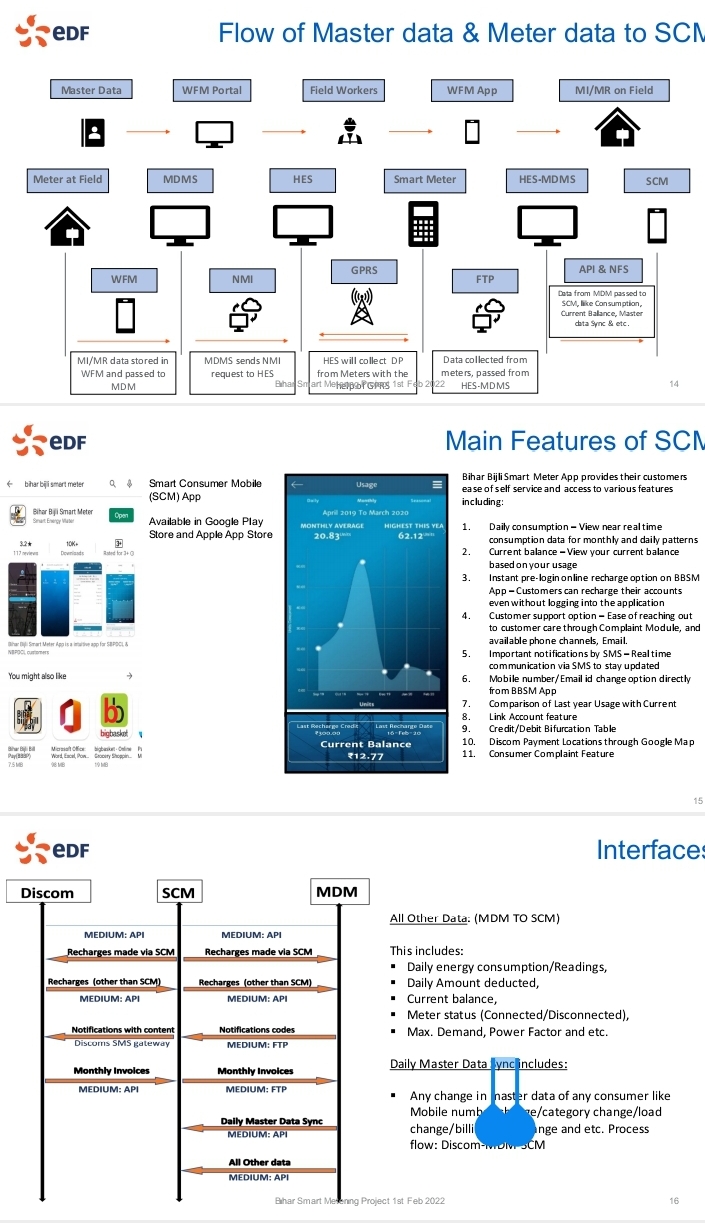 eDF
Flow of Master data & Meter data to SCM
Master Data
WFM Portal
Field Workers
WFM App
MI/MR on Field
Meter at Field
MDMS
HES
Smart Meter
HES-MDMS
SCM
WFM
NMI
GPRS
FTP
API & NFS
Data from MDM passed to
SCM, like Consumption,
Current Balance, Master
data Sync & etc.
MI/MR data stored in
WFM and passed to
MDM
MDMS sends NMI
request to HES
HES will collect DP
from Meters with the
help of GPRS
Data collected from
meters, passed from
HES-MDMS
Bihar Smart Metering Project 1st Feb 2022
14
eDF
Main Features of SCM
bihar bijli smart meter
Bihar Bijli Smart Meter
Smart Energy Water
Open
3.2★
10K+
3+
117 reviews
Downloads
Rated for 3+
Bihar Bijli Smart Meter App is a intuitive app for SBPDCL &
NBPDCL customers
You might also like
Bihar Bijli Bill
Pay(BBBP)
7.5 MB
Microsoft Office:
Word, Excel, Pow..
98 MB
bigbasket - Online
Grocery Shoppin..
19 MB
Smart Consumer Mobile
(SCM) App
Available in Google Play
Store and Apple App Store
Usage
Daily
Monthly
Seasonal
April 2019 To March 2020
MONTHLY AVERAGE
HIGHEST THIS YEA
20.83Units
62.12Units
Units
Last Recharge Credit
Last Recharge Date
₹300.00
16-Feb-20
Current Balance
₹12.77
Bihar Bijli Smart Meter App provides their customers
ease of self service and access to various features
including:
1. Daily consumption – View near real time
consumption data for monthly and daily patterns
2. Current balance – View your current balance
based on your usage
3. Instant pre-login online recharge option on BBSM
App – Customers can recharge their accounts
even without logging into the application
4. Customer support option – Ease of reaching out
to customer care through Complaint Module, and
available phone channels, Email.
5. Important notifications by SMS – Real time
communication via SMS to stay updated
6. Mobile number/Email id change option directly
from BBSM App
7. Comparison of Last year Usage with Current
8. Link Account feature
9. Credit/Debit Bifurcation Table
10. Discom Payment Locations through Google Map
11. Consumer Complaint Feature
15
eDF
Interfaces
Discom
SCM
MDM
MEDIUM: API
MEDIUM: API
Recharges made via SCM
Recharges made via SCM
Recharges (other than SCM)
Recharges (other than SCM)
MEDIUM: API
MEDIUM: API
Notifications with content
Notifications codes
Discoms SMS gateway
MEDIUM: FTP
Monthly Invoices
Monthly Invoices
MEDIUM: API
MEDIUM: FTP
Daily Master Data Sync
MEDIUM: API
All Other data
MEDIUM: API
All Other Data: (MDM TO SCM)
This includes:
▪ Daily energy consumption/Readings,
▪ Daily Amount deducted,
▪ Current balance,
▪ Meter status (Connected/Disconnected),
▪ Max. Demand, Power Factor and etc.
Daily Master Data Sync includes:
▪ Any change in master data of any consumer like
Mobile change/category change/load
change/ change and etc. Process
flow: Discom-MDM-SCM
Bihar Smart Metering Project 1st Feb 2022
16